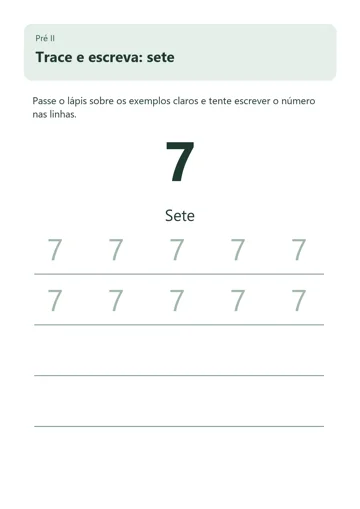 Pré II
Trace e escreva: sete
Passe o lápis sobre os exemplos claros e tente escrever o número
nas linhas.
7
Sete
7 7 7 7 7
7 7 7 7 7